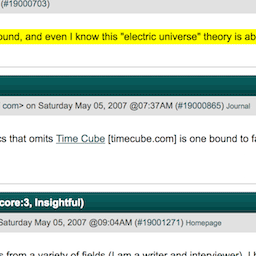 (#19000703)
ound, and even I know this "electric universe" theory is ab
com> on Saturday May 05, 2007 @07:37AM (#19000865) Journal
cs that omits Time Cube [timecube.com] is one bound to fa
core:3, Insightful)
Saturday May 05, 2007 @09:04AM (#19001271) Homepage
s from a variety of fields (I am a writer and interviewer). I h